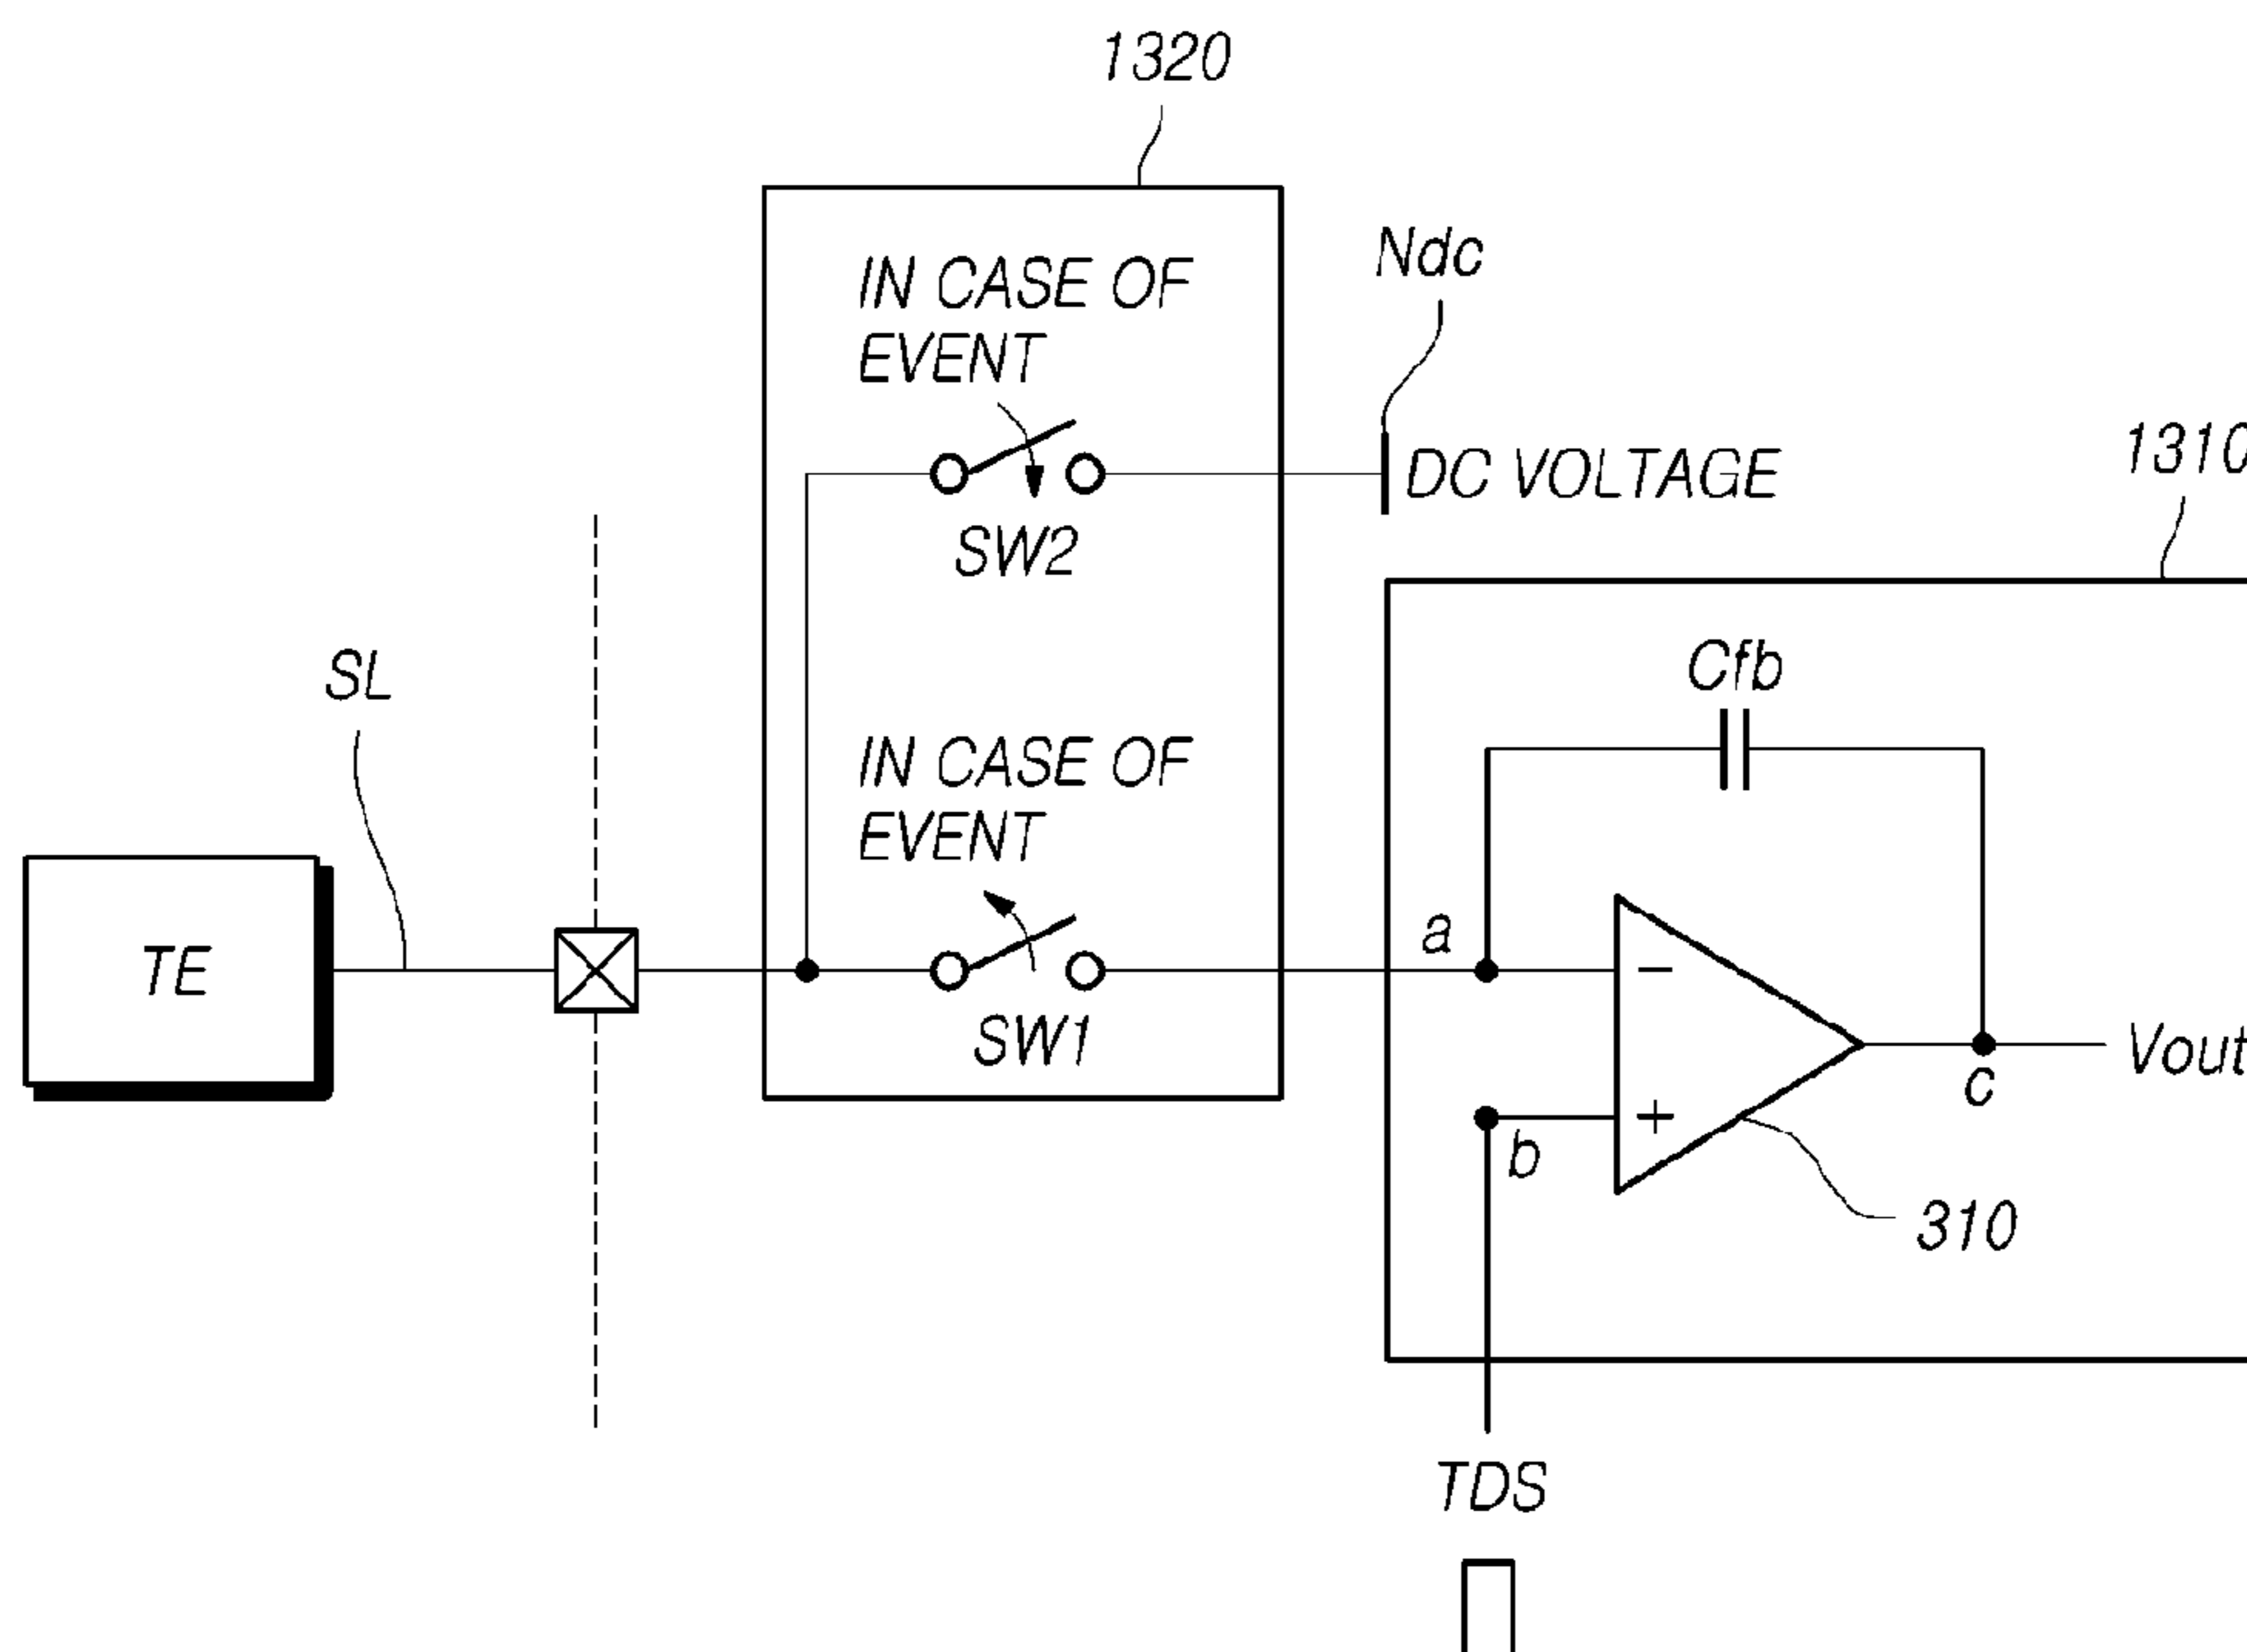 1320
IN CASE OF
EVENT
Ndc
DC VOLTAGE
SW2
1310
SL
Cfb
IN CASE OF
EVENT
TE
a
−
SW1
Vout
c
+
b
310
TDS